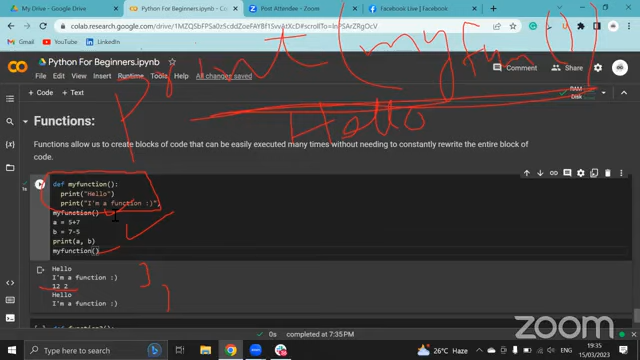 My Drive - Google Drive
Python For Beginners.ipynb - Co
Post Attendee - Zoom
Facebook Live | Facebook
colab.research.google.com/drive/
Gmail
YouTube
LinkedIn
Print (myfun())
Hello
Python For Beginners.ipynb
File Edit View Insert Runtime Tools Help All changes saved
Comment
Share
+ Code + Text
RAM
Disk
Functions:
Functions allow us to create blocks of code that can be easily executed many times without needing to constantly rewrite the entire block of
code.
def myfunction():
print("Hello")
print("I'm a function :)")
myfunction()
a = 5+7
b = 7-5
print(a, b)
myfunction()
Hello
I'm a function :)
12 2
Hello
I'm a function :)
0s completed at 7:35 PM
zoom
Type here to search
26°C Haze
19:35
15/03/2023